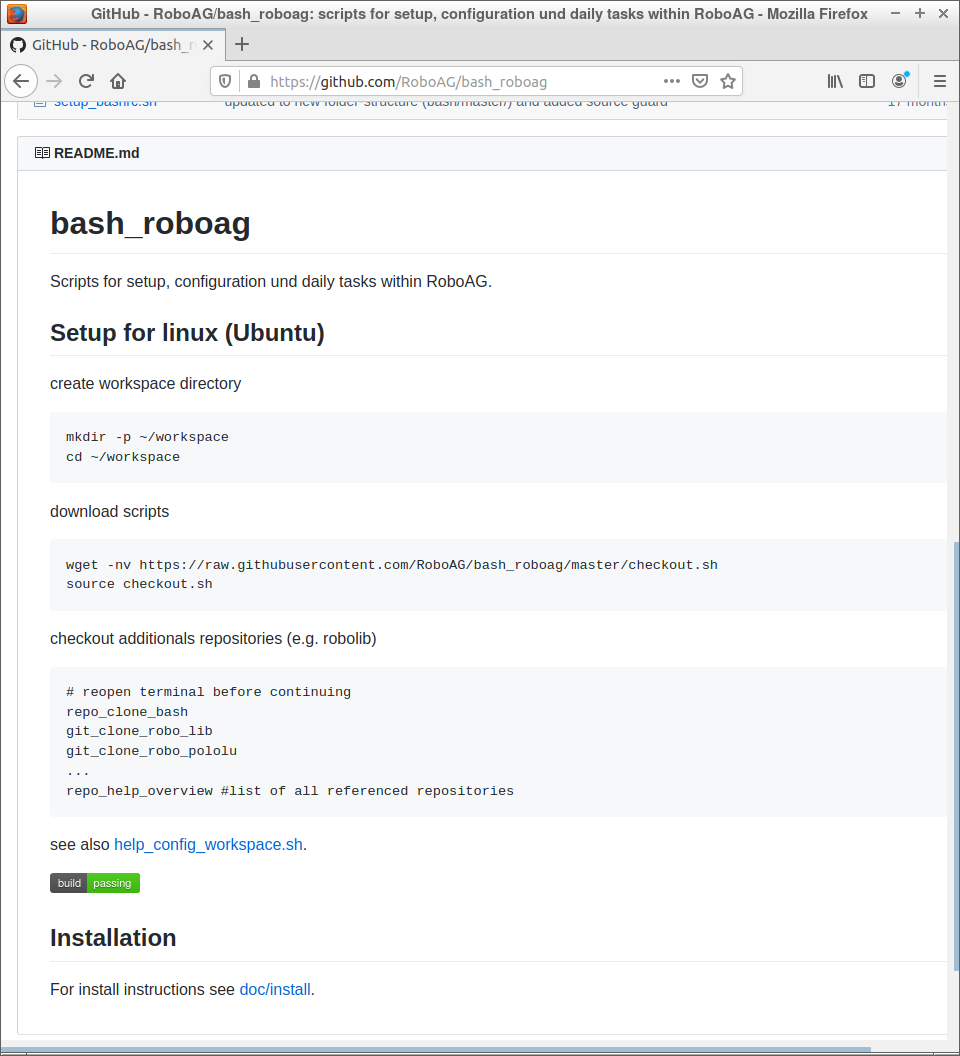 GitHub - RoboAG/bash_roboag: scripts for setup, configuration und daily tasks within RoboAG - Mozilla Firefox
GitHub - RoboAG/bash_r
https://github.com/RoboAG/bash_roboag
setup_bashrc.sh updated to new folder-structure (bash/master/) and added source guard 17 months
README.md
bash_roboag
Scripts for setup, configuration und daily tasks within RoboAG.
Setup for linux (Ubuntu)
create workspace directory
mkdir -p ~/workspace
cd ~/workspace
download scripts
wget -nv https://raw.githubusercontent.com/RoboAG/bash_roboag/master/checkout.sh
source checkout.sh
checkout additionals repositories (e.g. robolib)
# reopen terminal before continuing
repo_clone_bash
git_clone_robo_lib
git_clone_robo_pololu
...
repo_help_overview #list of all referenced repositories
see also help_config_workspace.sh.
build passing
Installation
For install instructions see doc/install.